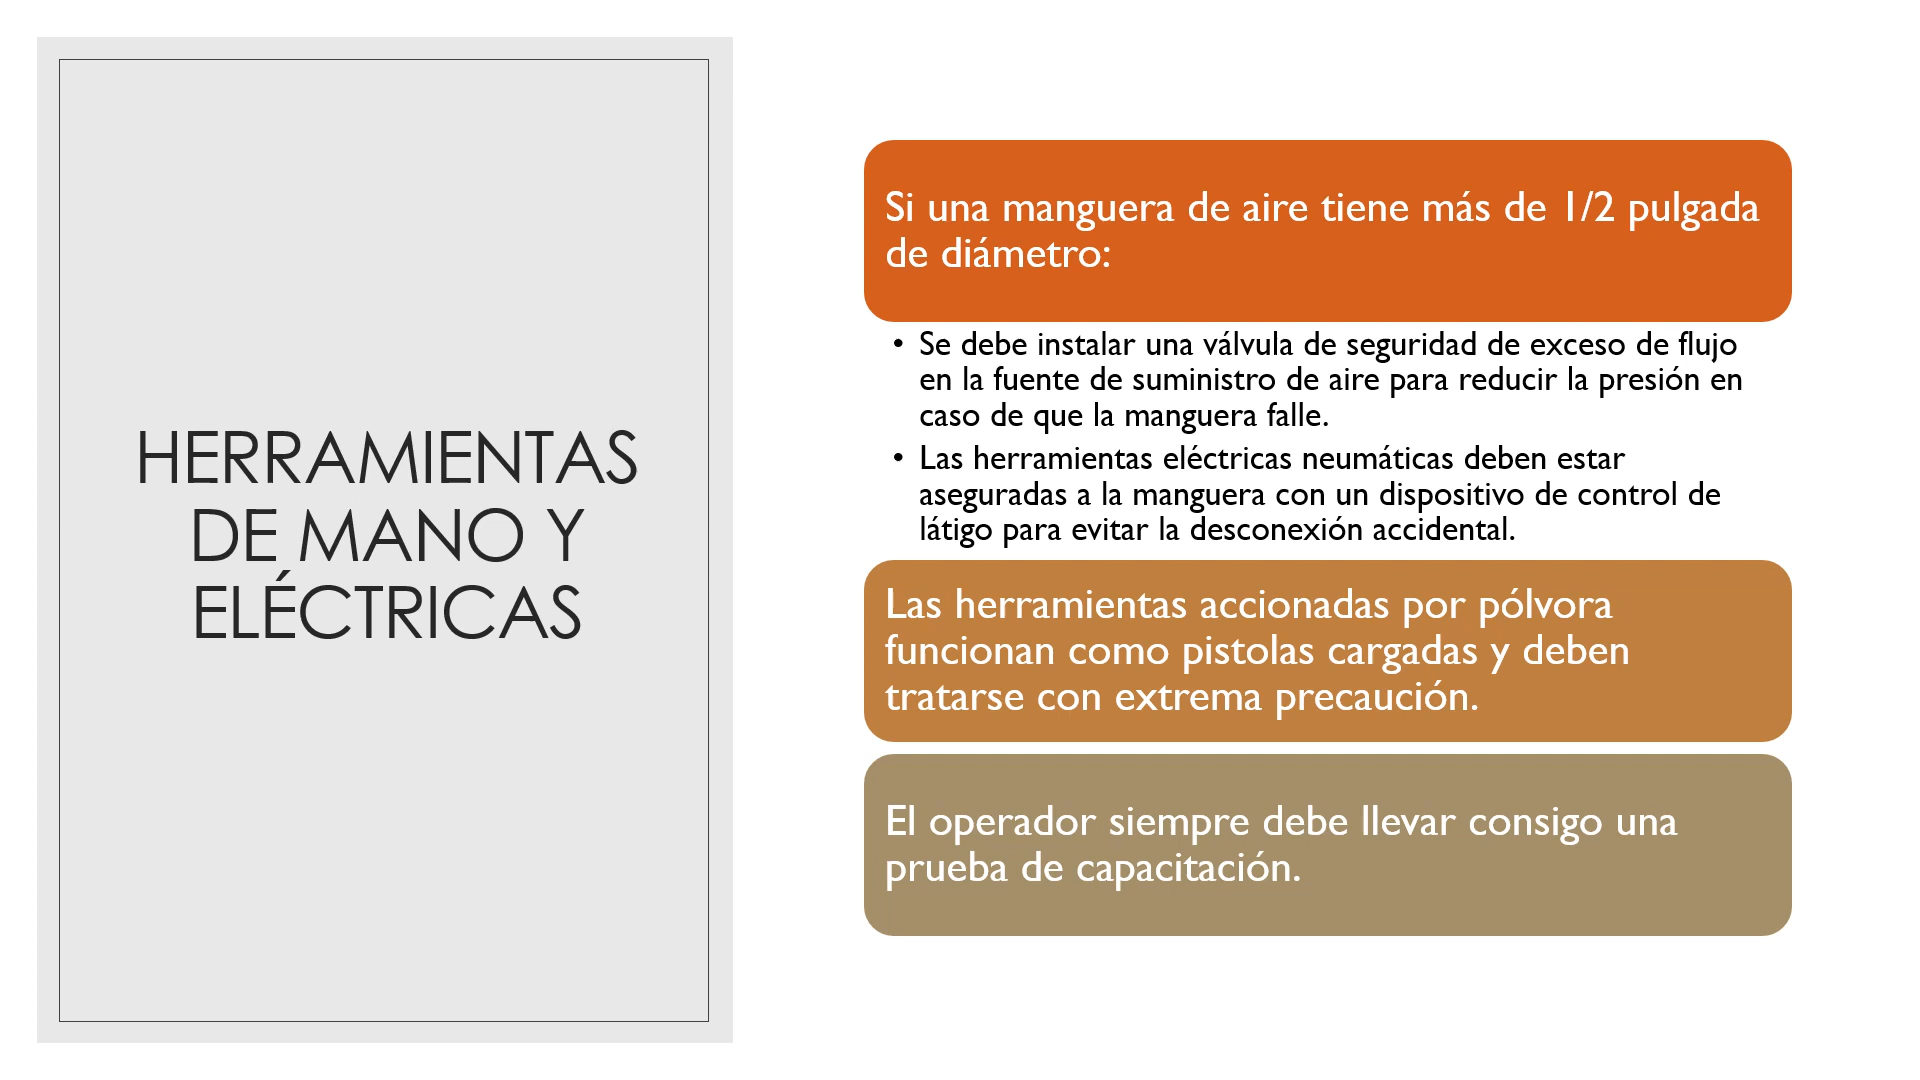 HERRAMIENTAS
DE MANO Y
ELÉCTRICAS
Si una manguera de aire tiene más de 1/2 pulgada
de diámetro:
• Se debe instalar una válvula de seguridad de exceso de flujo
en la fuente de suministro de aire para reducir la presión en
caso de que la manguera falle.
• Las herramientas eléctricas neumáticas deben estar
aseguradas a la manguera con un dispositivo de control de
látigo para evitar la desconexión accidental.
Las herramientas accionadas por pólvora
funcionan como pistolas cargadas y deben
tratarse con extrema precaución.
El operador siempre debe llevar consigo una
prueba de capacitación.